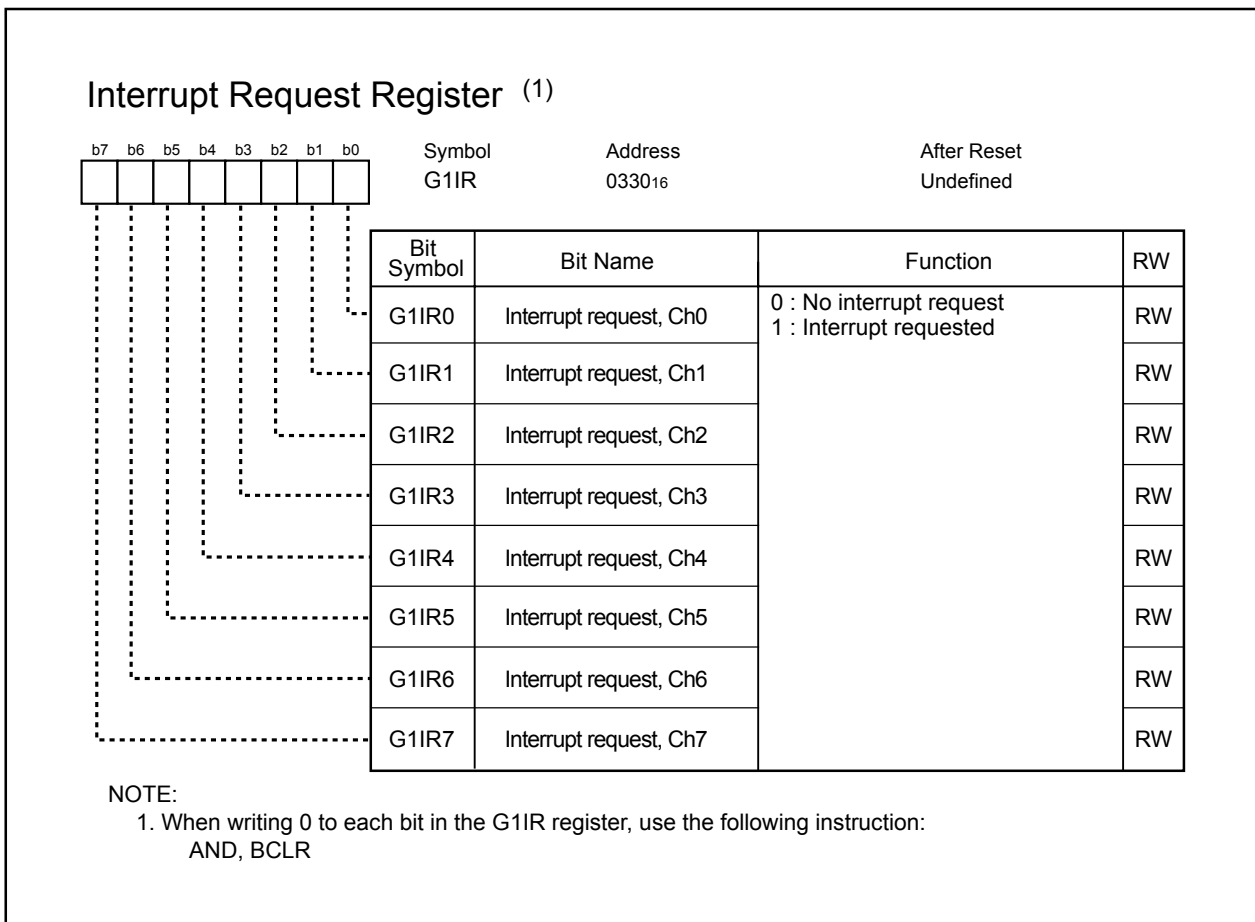 Interrupt Request Register (1)
b7 b6 b5 b4 b3 b2 b1 b0
Symbol Address After Reset
G1IR 033016 Undefined
Bit Symbol Bit Name Function RW
G1IR0 Interrupt request, Ch0 0 : No interrupt request RW
1 : Interrupt requested
G1IR1 Interrupt request, Ch1 RW
G1IR2 Interrupt request, Ch2 RW
G1IR3 Interrupt request, Ch3 RW
G1IR4 Interrupt request, Ch4 RW
G1IR5 Interrupt request, Ch5 RW
G1IR6 Interrupt request, Ch6 RW
G1IR7 Interrupt request, Ch7 RW
NOTE:
1. When writing 0 to each bit in the G1IR register, use the following instruction:
AND, BCLR